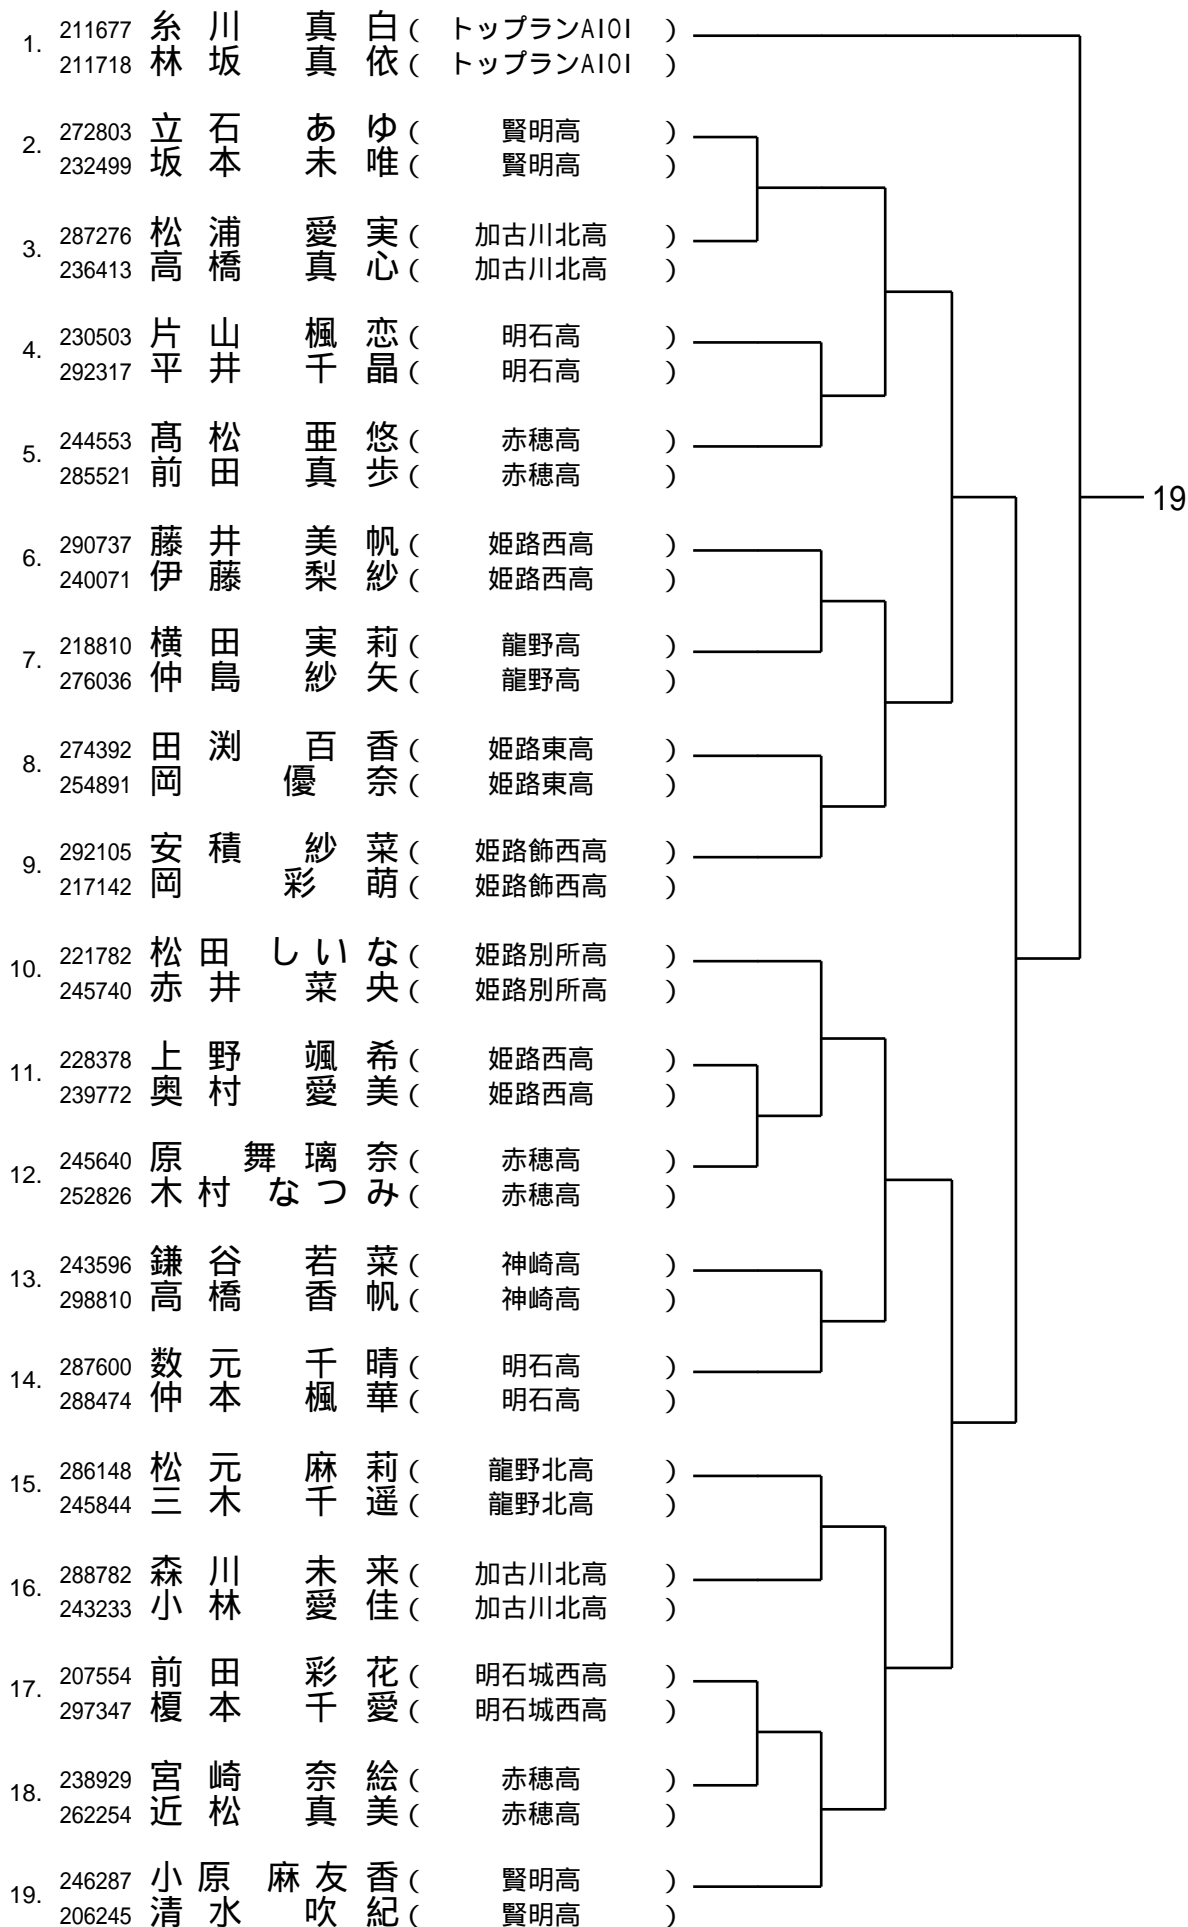 1. 211677 糸川 真白 ( トップランAIOI )
211718 林坂 真依 ( トップランAIOI )
2. 272803 立石 あゆ ( 賢明高 )
232499 坂本 未唯 ( 賢明高 )
3. 287276 松浦 愛実 ( 加古川北高 )
236413 高橋 真心 ( 加古川北高 )
4. 230503 片山 楓恋 ( 明石高 )
292317 平井 千晶 ( 明石高 )
5. 244553 髙松 亜悠 ( 赤穂高 )
285521 前田 真歩 ( 赤穂高 )
19
6. 290737 藤井 美帆 ( 姫路西高 )
240071 伊藤 梨紗 ( 姫路西高 )
7. 218810 横田 実莉 ( 龍野高 )
276036 仲島 紗矢 ( 龍野高 )
8. 274392 田渕 百香 ( 姫路東高 )
254891 岡 優奈 ( 姫路東高 )
9. 292105 安積 紗菜 ( 姫路飾西高 )
217142 岡 彩萌 ( 姫路飾西高 )
10. 221782 松田 しいな ( 姫路別所高 )
245740 赤井 菜央 ( 姫路別所高 )
11. 228378 上野 颯希 ( 姫路西高 )
239772 奥村 愛美 ( 姫路西高 )
12. 245640 原 舞璃奈 ( 赤穂高 )
252826 木村 なつみ ( 赤穂高 )
13. 243596 鎌谷 若菜 ( 神崎高 )
298810 高橋 香帆 ( 神崎高 )
14. 287600 数元 千晴 ( 明石高 )
288474 仲本 楓華 ( 明石高 )
15. 286148 松元 麻莉 ( 龍野北高 )
245844 三木 千遥 ( 龍野北高 )
16. 288782 森川 未来 ( 加古川北高 )
243233 小林 愛佳 ( 加古川北高 )
17. 207554 前田 彩花 ( 明石城西高 )
297347 榎本 千愛 ( 明石城西高 )
18. 238929 宮崎 奈絵 ( 赤穂高 )
262254 近松 真美 ( 赤穂高 )
19. 246287 小原 麻友香 ( 賢明高 )
206245 清水 吹紀 ( 賢明高 )